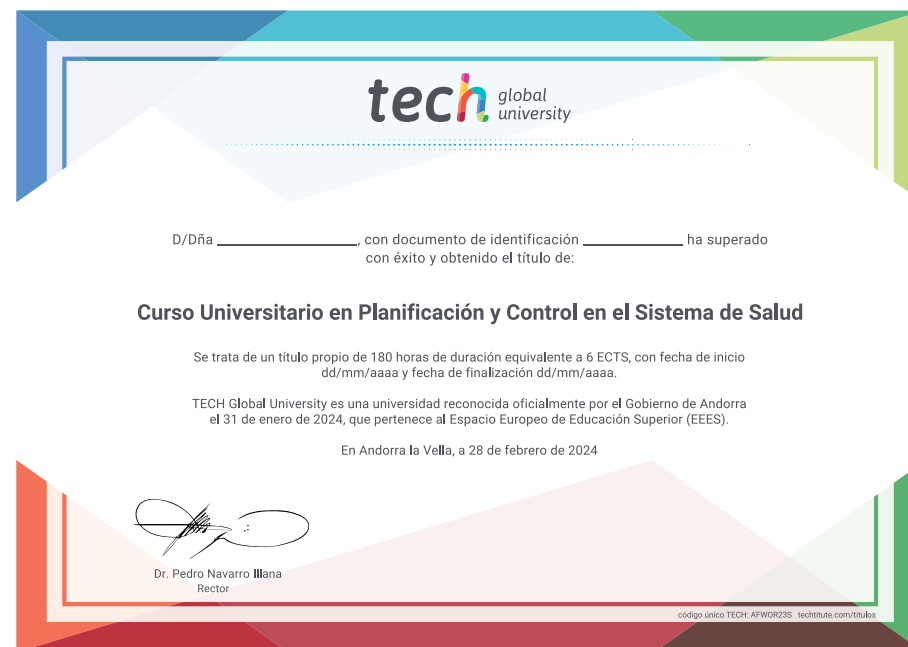 tech global
university
D/Dña ____________________, con documento de identificación ______________ ha superado
con éxito y obtenido el título de:
Curso Universitario en Planificación y Control en el Sistema de Salud
Se trata de un título propio de 180 horas de duración equivalente a 6 ECTS, con fecha de inicio
dd/mm/aaaa y fecha de finalización dd/mm/aaaa.
TECH Global University es una universidad reconocida oficialmente por el Gobierno de Andorra
el 31 de enero de 2024, que pertenece al Espacio Europeo de Educación Superior (EEES).
En Andorra la Vella, a 28 de febrero de 2024
Dr. Pedro Navarro Illana
Rector
código único TECH: AFWOR23S techtitute.com/titulos